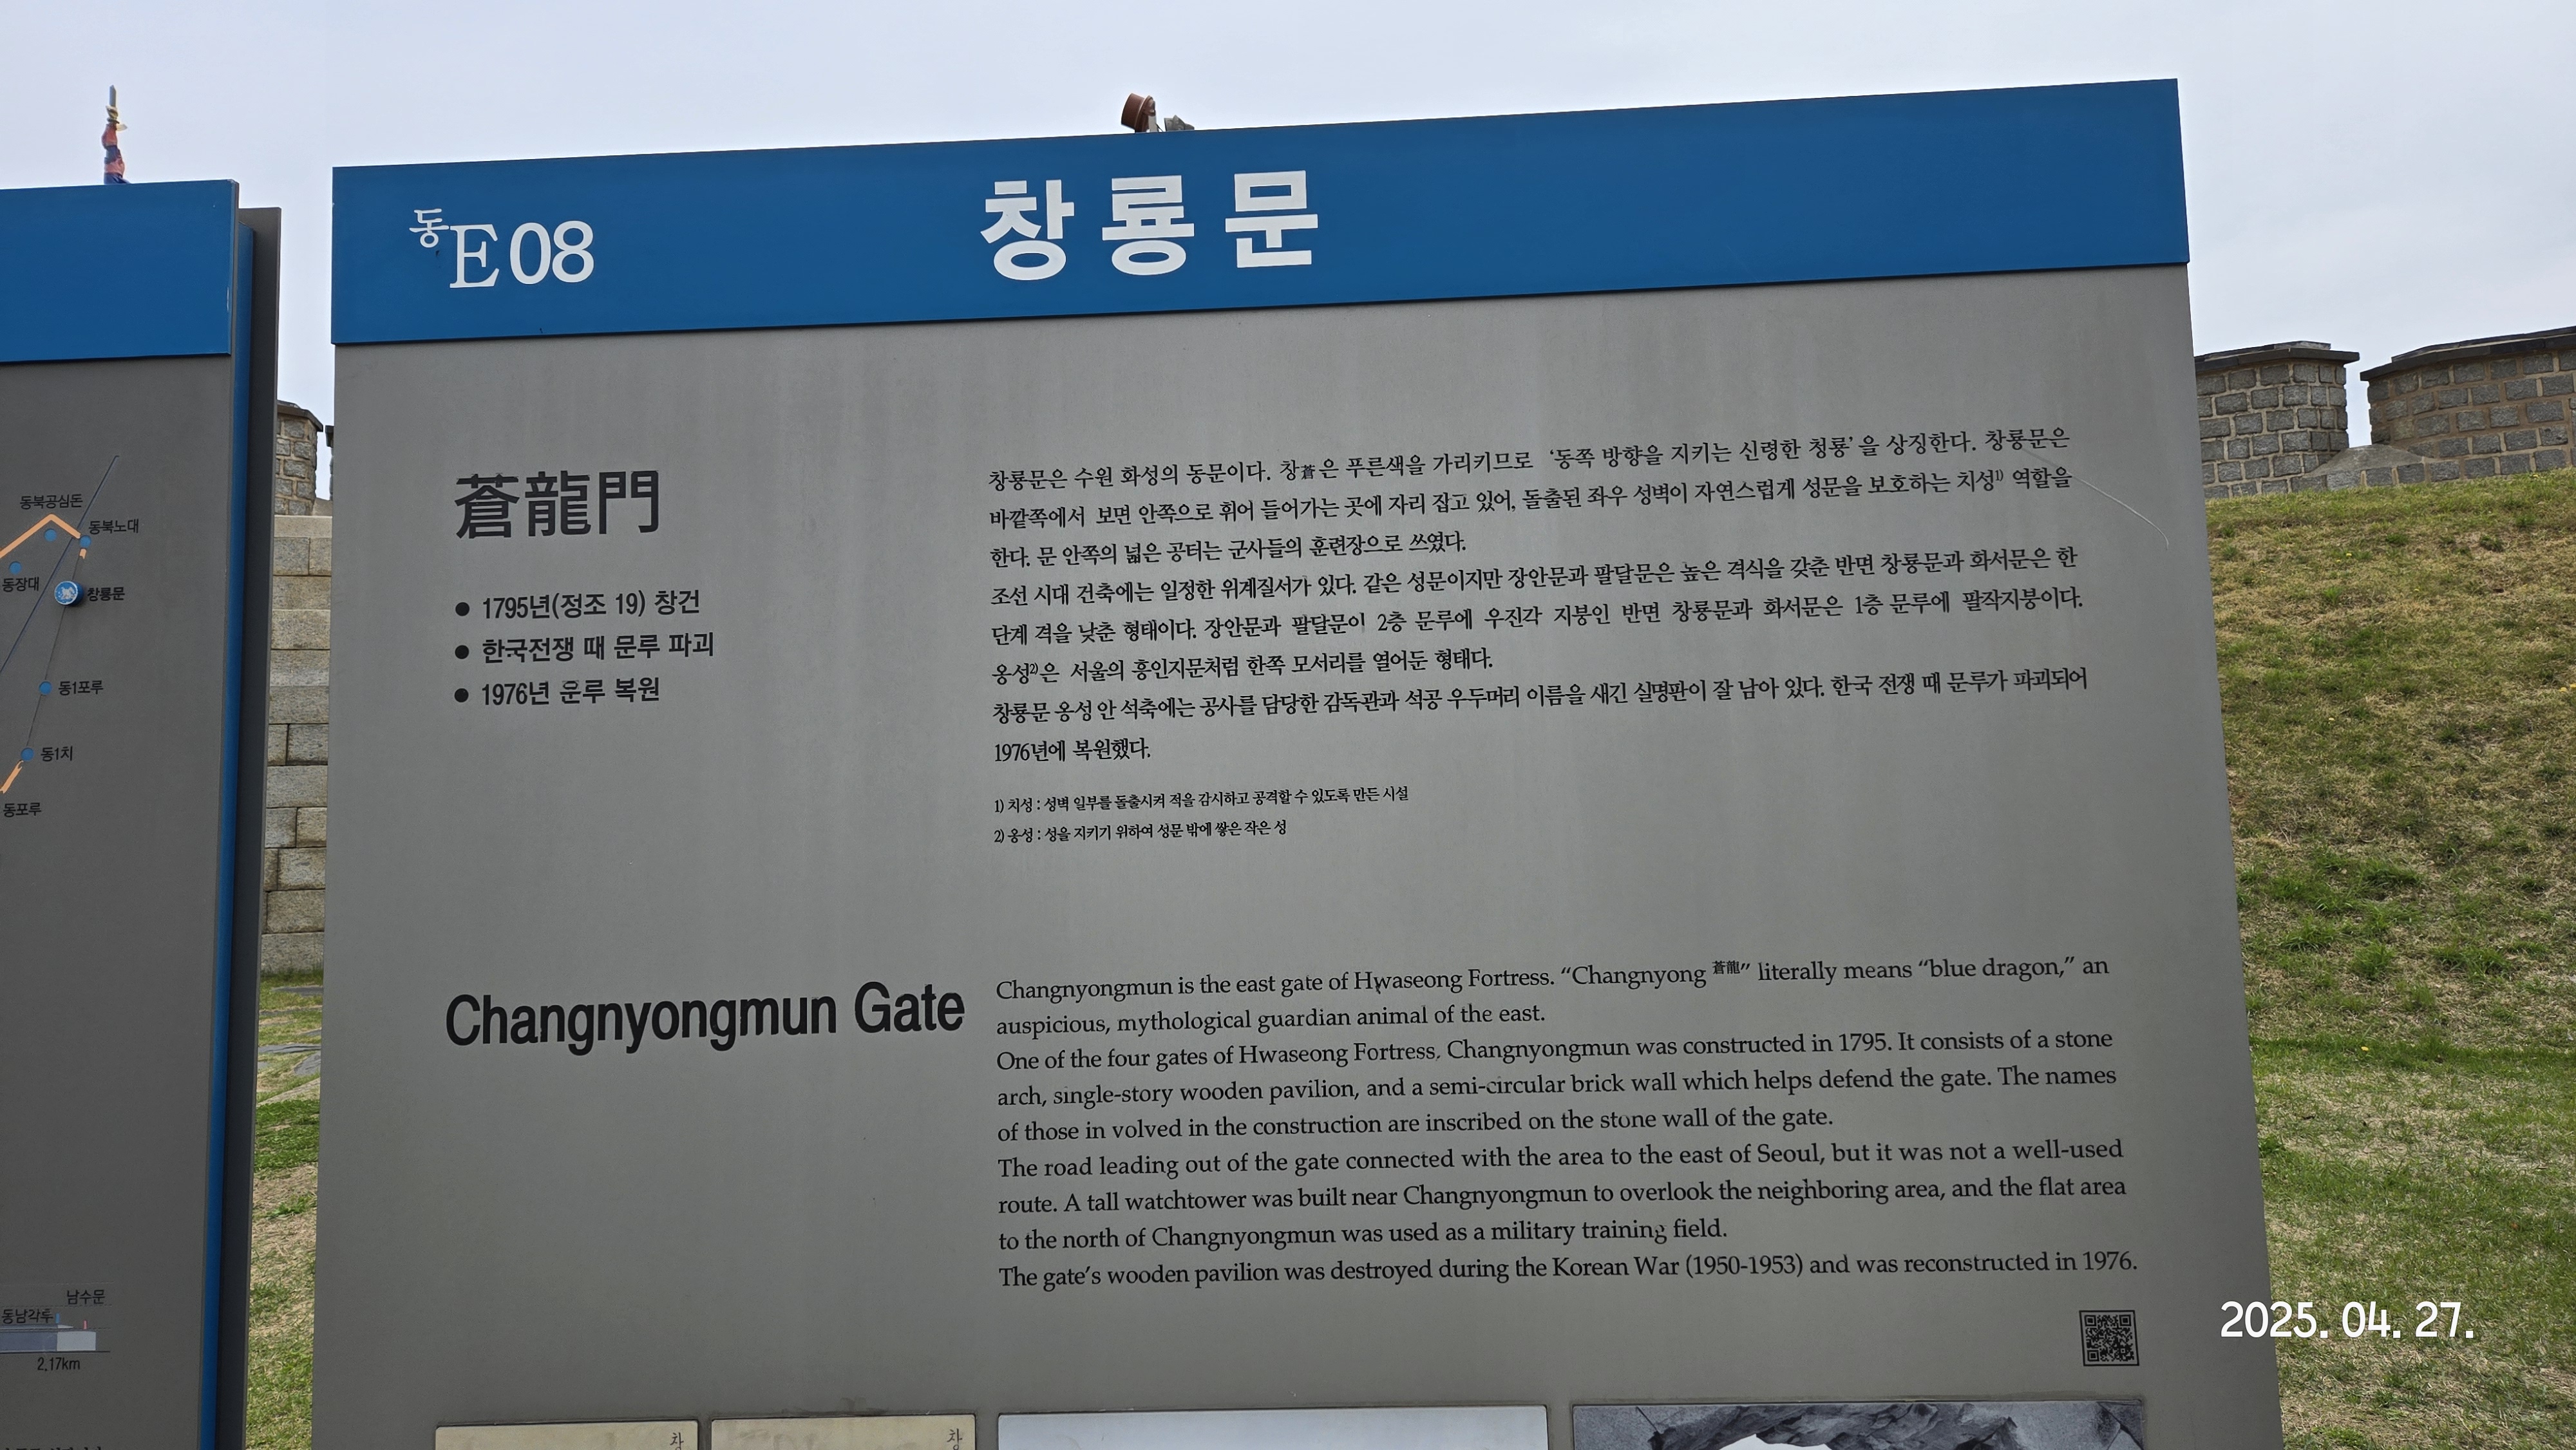 동E08
창룡문
蒼龍門
● 1795년(정조 19) 창건
● 한국전쟁 때 문루 파괴
● 1976년 문루 복원
창룡문은 수원 화성의 동문이다. 창蒼은 푸른색을 가리키므로 ‘동쪽 방향을 지키는 신령한 청룡’을 상징한다. 창룡문은
바깥쪽에서 보면 안쪽으로 휘어 들어가는 곳에 자리 잡고 있어, 돌출된 좌우 성벽이 자연스럽게 성문을 보호하는 치성1) 역할을
한다. 문 안쪽의 넓은 공터는 군사들의 훈련장으로 쓰였다.
조선 시대 건축에는 일정한 위계질서가 있다. 같은 성문이지만 장안문과 팔달문은 높은 격식을 갖춘 반면 창룡문과 화서문은 한
단계 격을 낮춘 형태이다. 장안문과 팔달문이 2층 문루에 우진각 지붕인 반면 창룡문과 화서문은 1층 문루에 팔작지붕이다.
옹성2)은 서울의 흥인지문처럼 한쪽 모서리를 열어둔 형태다.
창룡문 옹성 안 석축에는 공사를 담당한 감독관과 석공 우두머리 이름을 새긴 실명판이 잘 남아 있다. 한국 전쟁 때 문루가 파괴되어
1976년에 복원했다.
1) 치성 : 성벽 일부를 돌출시켜 적을 감시하고 공격할 수 있도록 만든 시설
2) 옹성 : 성을 지키기 위하여 성문 밖에 쌓은 작은 성
Changnyongmun Gate
Changnyongmun is the east gate of Hwaseong Fortress. “Changnyong 蒼龍” literally means “blue dragon,” an
auspicious, mythological guardian animal of the east.
One of the four gates of Hwaseong Fortress, Changnyongmun was constructed in 1795. It consists of a stone
arch, single-story wooden pavilion, and a semi-circular brick wall which helps defend the gate. The names
of those in volved in the construction are inscribed on the stone wall of the gate.
The road leading out of the gate connected with the area to the east of Seoul, but it was not a well-used
route. A tall watchtower was built near Changnyongmun to overlook the neighboring area, and the flat area
to the north of Changnyongmun was used as a military training field.
The gate’s wooden pavilion was destroyed during the Korean War (1950-1953) and was reconstructed in 1976.
창
창
동북공심돈
동북노대
동장대
창룡문
동1포루
동1치
동포루
남수문
동남각루
2.17km
2025. 04. 27.